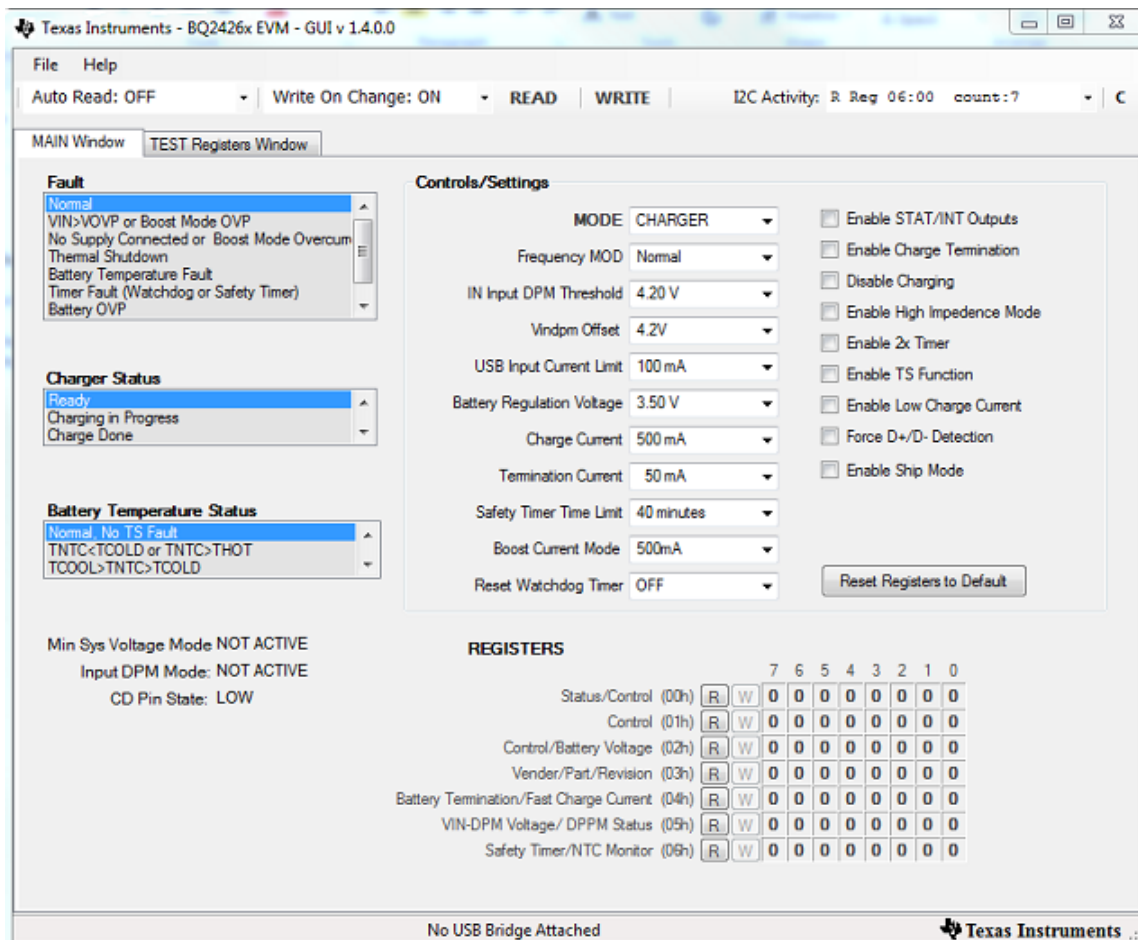 Texas Instruments - BQ2426x EVM - GUI v 1.4.0.0
File Help
Auto Read: OFF Write On Change: ON READ WRITE I2C Activity: R Reg 06:00 count:7 C
MAIN Window TEST Registers Window
Fault
Normal
VIN>VOVP or Boost Mode OVP
No Supply Connected or Boost Mode Overcurr
Thermal Shutdown
Battery Temperature Fault
Timer Fault (Watchdog or Safety Timer)
Battery OVP
Charger Status
Ready
Charging in Progress
Charge Done
Battery Temperature Status
Normal, No TS Fault
TNTC<TCOLD or TNTC>THOT
TCOOL>TNTC>TCOLD
Min Sys Voltage Mode NOT ACTIVE
Input DPM Mode: NOT ACTIVE
CD Pin State: LOW
Controls/Settings
MODE CHARGER
Frequency MOD Normal
IN Input DPM Threshold 4.20 V
Vindpm Offset 4.2V
USB Input Current Limit 100 mA
Battery Regulation Voltage 3.50 V
Charge Current 500 mA
Termination Current 50 mA
Safety Timer Time Limit 40 minutes
Boost Current Mode 500mA
Reset Watchdog Timer OFF
Enable STAT/INT Outputs
Enable Charge Termination
Disable Charging
Enable High Impedence Mode
Enable 2x Timer
Enable TS Function
Enable Low Charge Current
Force D+/D- Detection
Enable Ship Mode
Reset Registers to Default
REGISTERS
7 6 5 4 3 2 1 0
Status/Control (00h) R W 0 0 0 0 0 0 0 0
Control (01h) R W 0 0 0 0 0 0 0 0
Control/Battery Voltage (02h) R W 0 0 0 0 0 0 0 0
Vender/Part/Revision (03h) R W 0 0 0 0 0 0 0 0
Battery Termination/Fast Charge Current (04h) R W 0 0 0 0 0 0 0 0
VIN-DPM Voltage/ DPPM Status (05h) R W 0 0 0 0 0 0 0 0
Safety Timer/NTC Monitor (06h) R W 0 0 0 0 0 0 0 0
No USB Bridge Attached
Texas Instruments